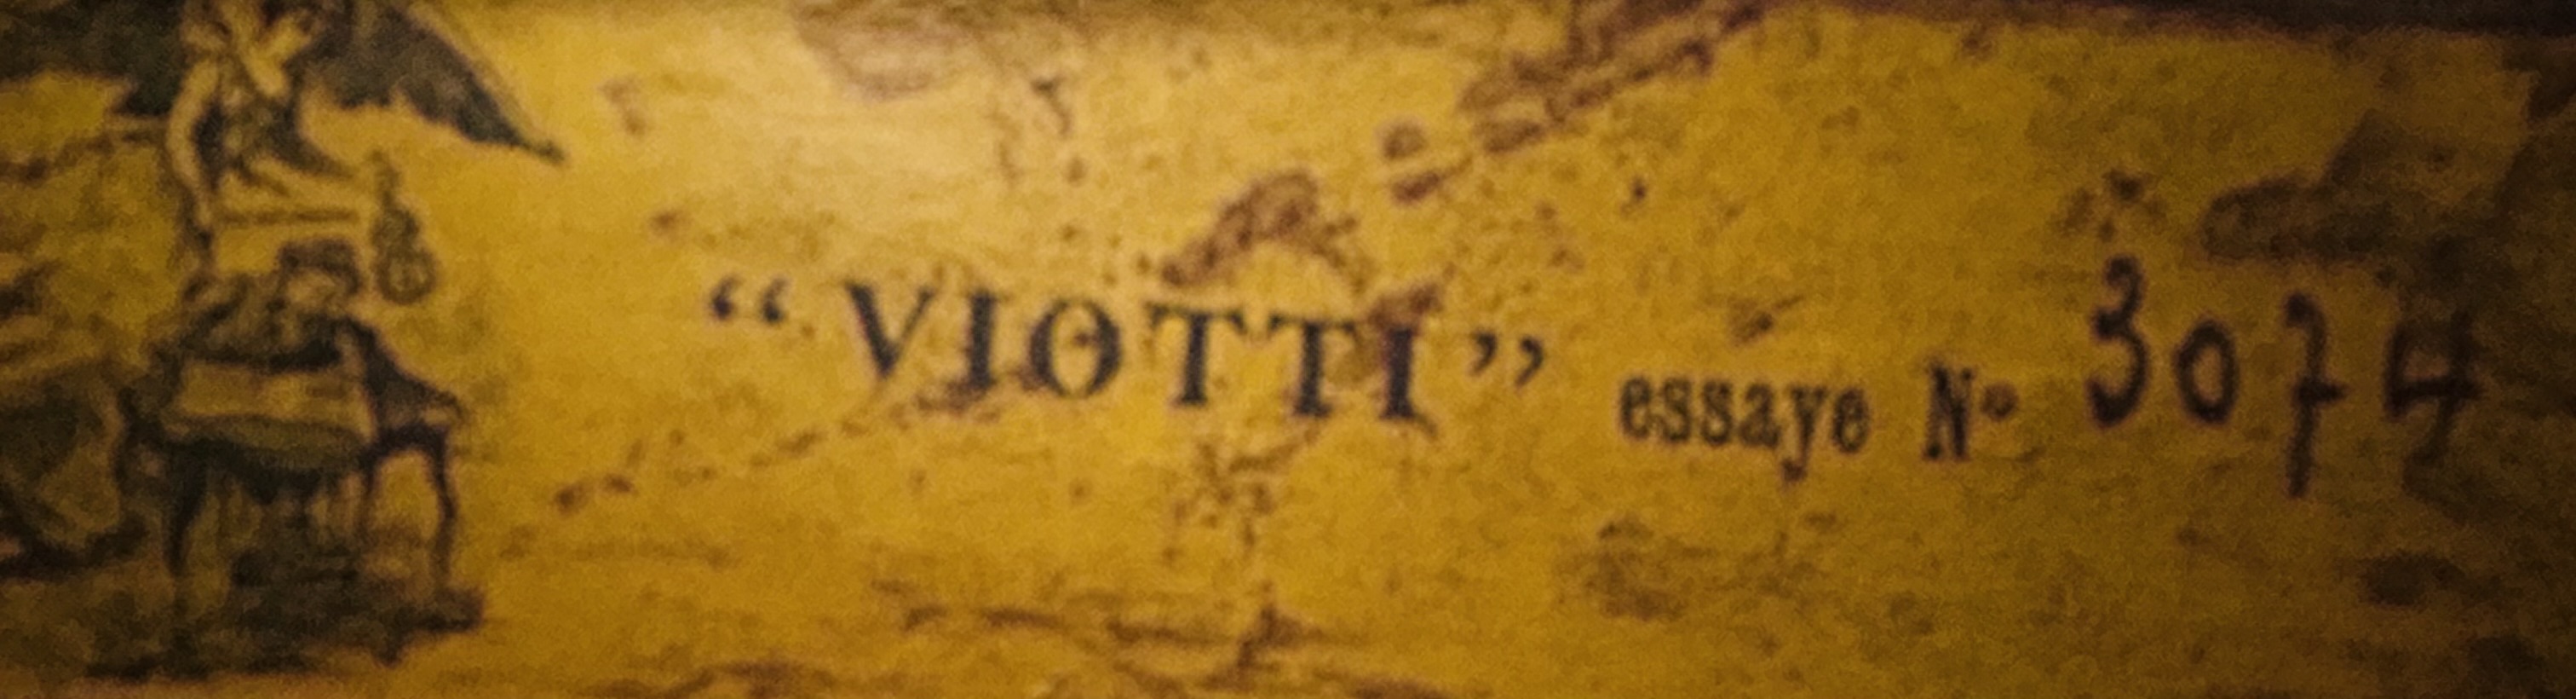 “VIOTTI” essaye Nº 3074